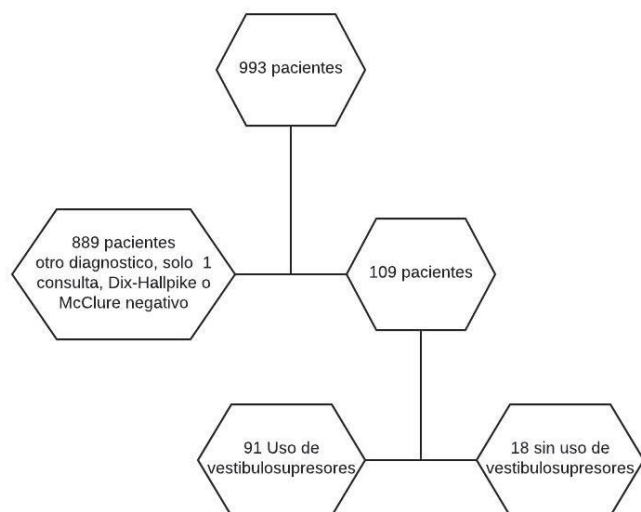 993 pacientes
889 pacientes
otro diagnostico, solo 1
consulta, Dix-Hallpike o
McClure negativo
109 pacientes
91 Uso de
vestibulosupresores
18 sin uso de
vestibulosupresores